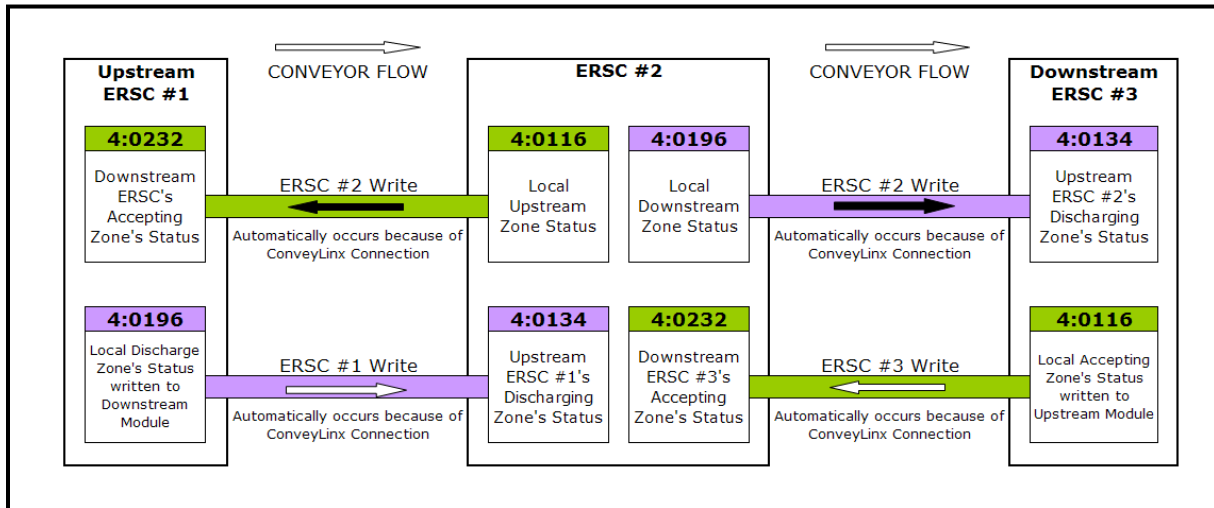 Upstream
ERSC #1
CONVEYOR FLOW
ERSC #2
CONVEYOR FLOW
Downstream
ERSC #3
4:0232
Downstream
ERSC's
Accepting
Zone's Status
ERSC #2 Write
Automatically occurs because of
ConveyLinx Connection
4:0116
Local
Upstream
Zone Status
4:0196
Local
Downstream
Zone Status
ERSC #2 Write
Automatically occurs because of
ConveyLinx Connection
4:0134
Upstream
ERSC #2's
Discharging
Zone's Status
4:0196
Local Discharge
Zone's Status
written to
Downstream
Module
ERSC #1 Write
Automatically occurs because of
ConveyLinx Connection
4:0134
Upstream
ERSC #1's
Discharging
Zone's Status
4:0232
Downstream
ERSC #3's
Accepting
Zone's Status
ERSC #3 Write
Automatically occurs because of
ConveyLinx Connection
4:0116
Local Accepting
Zone's Status
written to
Upstream Module